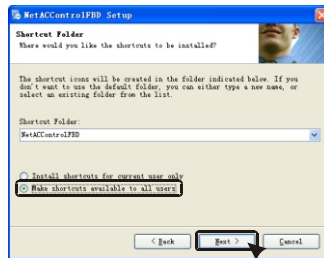 NetACControlFBD Setup
Shortcut Folder
Where would you like the shortcuts to be installed?
The shortcut icons will be created in the folder indicated below. If you
don't want to use the default folder, you can either type a new name, or
select an existing folder from the list.
Shortcut Folder:
NetACControlFBD
Install shortcuts for current user only
Make shortcuts available to all users
< Back
Next >
Cancel